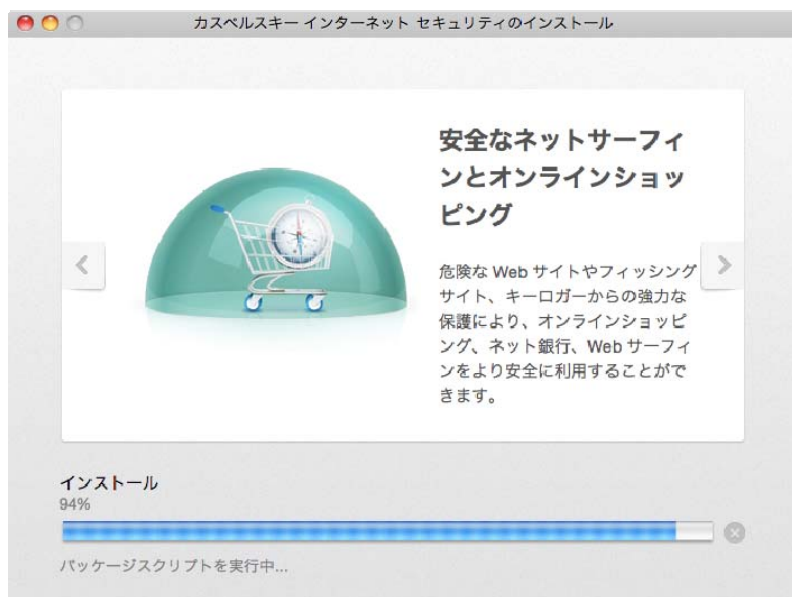 カスペルスキー インターネット セキュリティのインストール
安全なネットサーフィ
ンとオンラインショッ
ピング
危険な Web サイトやフィッシング
サイト、キーロガーからの強力な
保護により、オンラインショッピ
ング、ネット銀行、Web サーフィ
ンをより安全に利用することがで
きます。
インストール
94%
パッケージスクリプトを実行中...